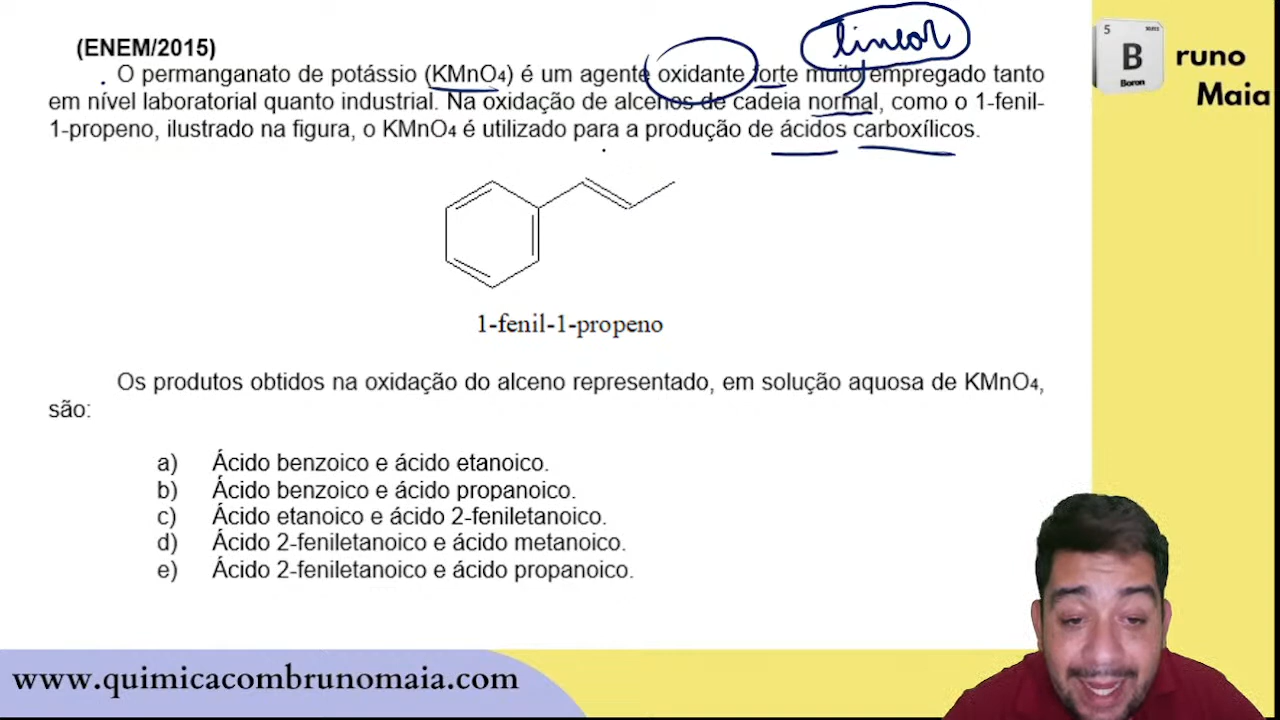 linear
(ENEM/2015)
O permanganato de potássio (KMnO₄) é um agente oxidante forte muito empregado tanto
em nível laboratorial quanto industrial. Na oxidação de alcenos de cadeia normal, como o 1-fenil-
1-propeno, ilustrado na figura, o KMnO₄ é utilizado para a produção de ácidos carboxílicos.
1-fenil-1-propeno
Os produtos obtidos na oxidação do alceno representado, em solução aquosa de KMnO₄,
são:
a) Ácido benzoico e ácido etanoico.
b) Ácido benzoico e ácido propanoico.
c) Ácido etanoico e ácido 2-feniletanoico.
d) Ácido 2-feniletanoico e ácido metanoico.
e) Ácido 2-feniletanoico e ácido propanoico.
5
B
Boron
runo
Maia
www.quimicacombrunomaia.com